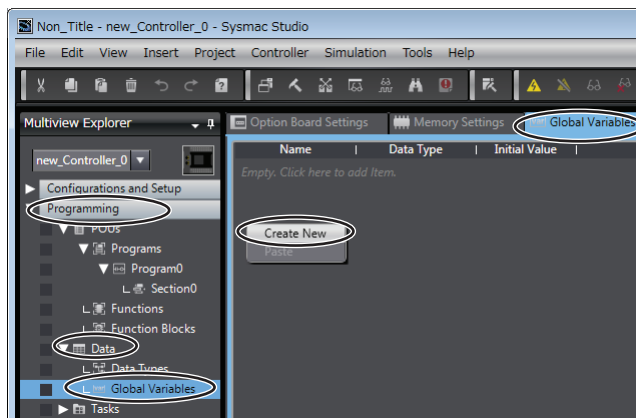 Non_Title - new_Controller_0 - Sysmac Studio
File Edit View Insert Project Controller Simulation Tools Help
Multiview Explorer
Option Board Settings
Memory Settings
Global Variables
new_Controller_0
Name | Data Type | Initial Value |
Empty. Click here to add Item.
Configurations and Setup
Programming
POUs
Create New
Programs
Paste
Program0
Section0
Functions
Function Blocks
Data
Data Types
Global Variables
Tasks